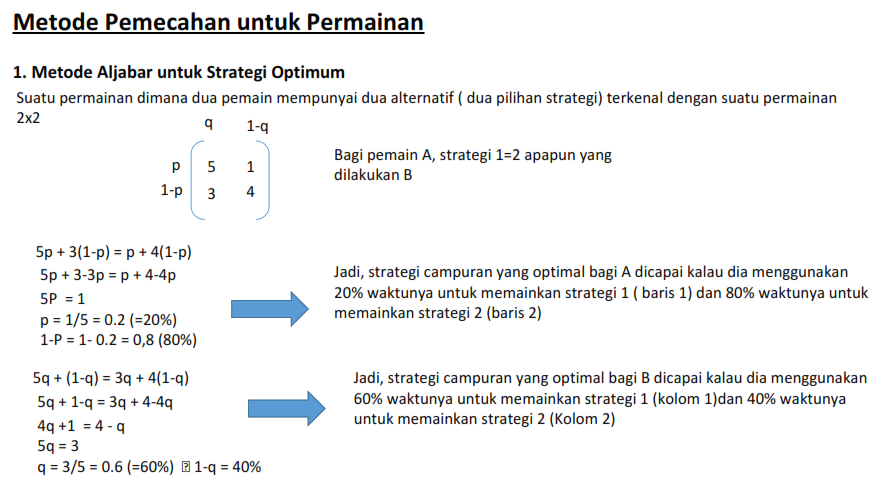 Metode Pemecahan untuk Permainan
1. Metode Aljabar untuk Strategi Optimum
Suatu permainan dimana dua pemain mempunyai dua alternatif ( dua pilihan strategi) terkenal dengan suatu permainan
2x2
q 1-q
p 5 1
1-p 3 4
Bagi pemain A, strategi 1=2 apapun yang
dilakukan B
5p + 3(1-p) = p + 4(1-p)
5p + 3-3p = p + 4-4p
5P = 1
p = 1/5 = 0.2 (=20%)
1-P = 1- 0.2 = 0,8 (80%)
Jadi, strategi campuran yang optimal bagi A dicapai kalau dia menggunakan
20% waktunya untuk memainkan strategi 1 ( baris 1) dan 80% waktunya untuk
memainkan strategi 2 (baris 2)
5q + (1-q) = 3q + 4(1-q)
5q + 1-q = 3q + 4-4q
4q +1 = 4 - q
5q = 3
q = 3/5 = 0.6 (=60%) 1-q = 40%
Jadi, strategi campuran yang optimal bagi B dicapai kalau dia menggunakan
60% waktunya untuk memainkan strategi 1 (kolom 1)dan 40% waktunya
untuk memainkan strategi 2 (Kolom 2)